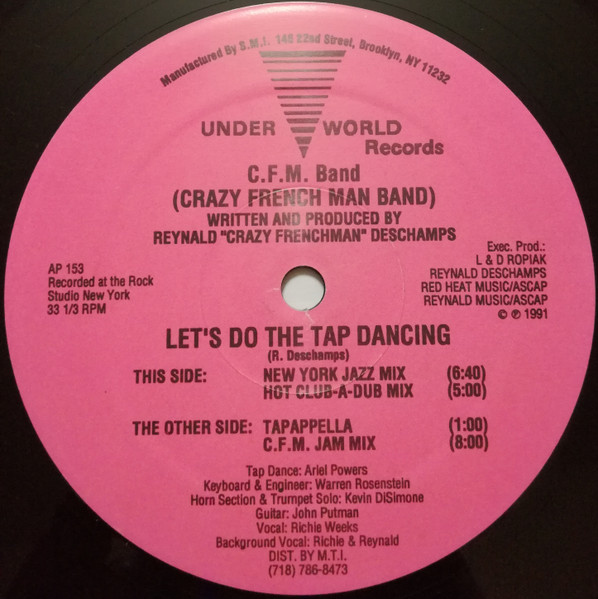 Manufactured By S.M.I. 146 22nd Street, Brooklyn, NY 11232
UNDER WORLD
Records
C.F.M. Band
(CRAZY FRENCH MAN BAND)
WRITTEN AND PRODUCED BY
REYNALD "CRAZY FRENCHMAN" DESCHAMPS
AP 153
Recorded at the Rock
Studio New York
33 1/3 RPM
Exec. Prod.:
L & D ROPIAK
REYNALD DESCHAMPS
RED HEAT MUSIC/ASCAP
REYNALD MUSIC/ASCAP
© ℗ 1991
LET'S DO THE TAP DANCING
(R. Deschamps)
THIS SIDE: NEW YORK JAZZ MIX (6:40)
HOT CLUB-A-DUB MIX (5:00)
THE OTHER SIDE: TAPAPPELLA (1:00)
C.F.M. JAM MIX (8:00)
Tap Dance: Ariel Powers
Keyboard & Engineer: Warren Rosenstein
Horn Section & Trumpet Solo: Kevin DiSimone
Guitar: John Putman
Vocal: Richie Weeks
Background Vocal: Richie & Reynald
DIST. BY M.T.I.
(718) 786-8473